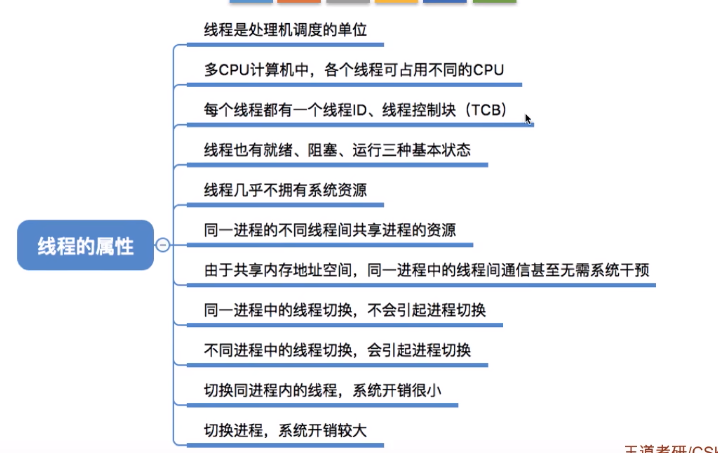 线程是处理机调度的单位
多CPU计算机中，各个线程可占用不同的CPU
每个线程都有一个线程ID、线程控制块（TCB）
线程也有就绪、阻塞、运行三种基本状态
线程几乎不拥有系统资源
线程的属性
同一进程的不同线程间共享进程的资源
由于共享内存地址空间，同一进程中的线程间通信甚至无需系统干预
同一进程中的线程切换，不会引起进程切换
不同进程中的线程切换，会引起进程切换
切换同进程内的线程，系统开销很小
切换进程，系统开销较大
王道考研/CSK